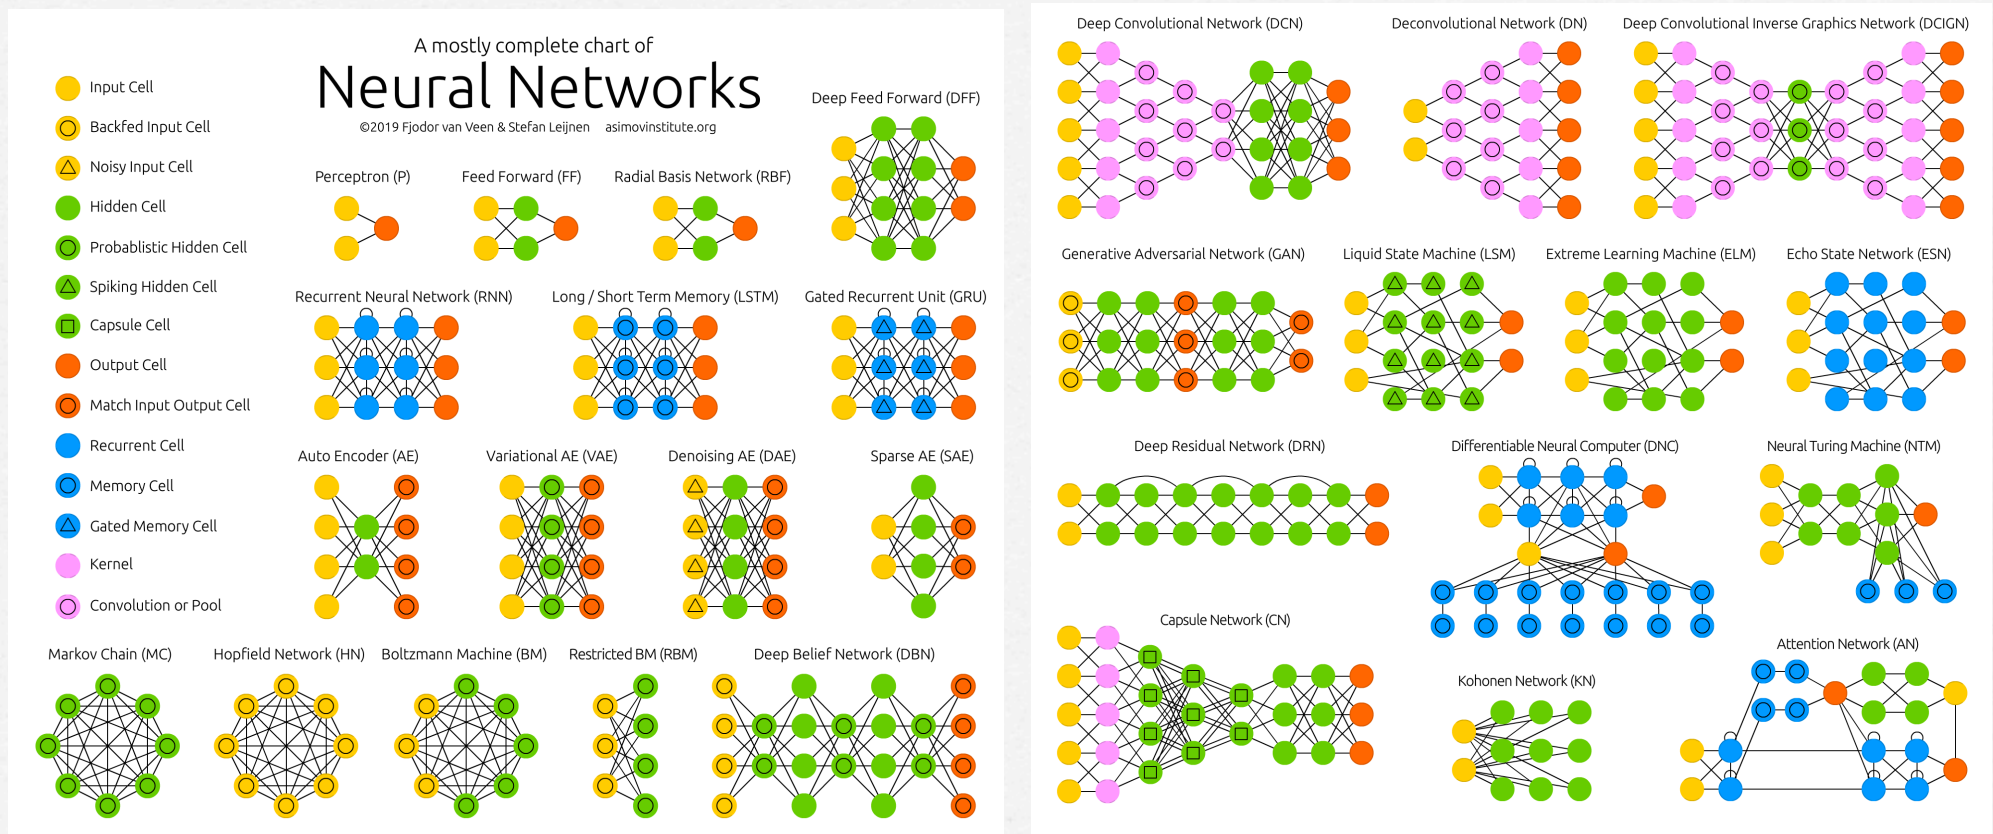 A mostly complete chart of
Neural Networks
©2019 Fjodor van Veen & Stefan Leijnen asimovinstitute.org
Input Cell
Backfed Input Cell
Noisy Input Cell
Hidden Cell
Probablistic Hidden Cell
Spiking Hidden Cell
Capsule Cell
Output Cell
Match Input Output Cell
Recurrent Cell
Memory Cell
Gated Memory Cell
Kernel
Convolution or Pool
Deep Feed Forward (DFF)
Perceptron (P)
Feed Forward (FF)
Radial Basis Network (RBF)
Recurrent Neural Network (RNN)
Long / Short Term Memory (LSTM)
Gated Recurrent Unit (GRU)
Auto Encoder (AE)
Variational AE (VAE)
Denoising AE (DAE)
Sparse AE (SAE)
Markov Chain (MC)
Hopfield Network (HN)
Boltzmann Machine (BM)
Restricted BM (RBM)
Deep Belief Network (DBN)
Deep Convolutional Network (DCN)
Deconvolutional Network (DN)
Deep Convolutional Inverse Graphics Network (DCIGN)
Generative Adversarial Network (GAN)
Liquid State Machine (LSM)
Extreme Learning Machine (ELM)
Echo State Network (ESN)
Deep Residual Network (DRN)
Differentiable Neural Computer (DNC)
Neural Turing Machine (NTM)
Capsule Network (CN)
Kohonen Network (KN)
Attention Network (AN)